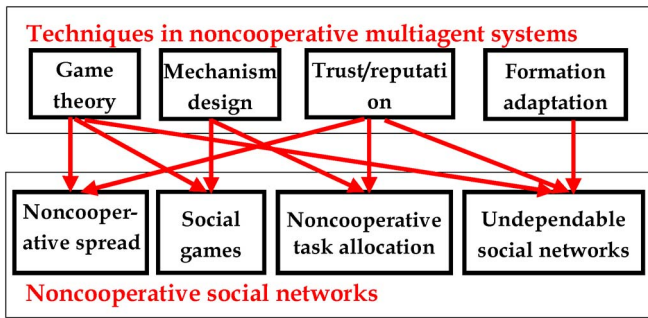 Techniques in noncooperative multiagent systems
Game
theory
Mechanism
design
Trust/reputati
on
Formation
adaptation
Noncooper-
ative spread
Social
games
Noncooperative
task allocation
Undependable
social networks
Noncooperative social networks